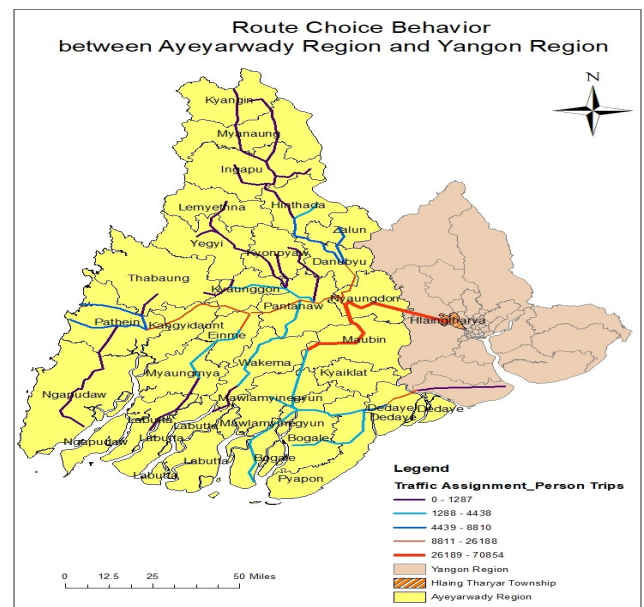 Route Choice Behavior
between Ayeyarwady Region and Yangon Region
N
Kyangin
Myanaung
Ingapu
Lemyethna
Hinthada
Zalun
Yegyi
Kyonpyaw
Danubyu
Thabaung
Kyaunggon
Pantanaw
Nyaungdon
Hlaingtharya
Pathein
Kangyidaunt
Einme
Maubin
Wakema
Myaungmya
Kyaiklat
Ngapudaw
Mawlamyinegyun
Dedaye
Dedaye
Dedaye
Labutta
Labutta
Mawlamyinegyun
Ngapudaw
Labutta
Bogale
Labutta
Bogale
Labutta
Pyapon
Legend
Traffic Assignment_Person Trips
0 - 1287
1288 - 4438
4439 - 8810
8811 - 26188
26189 - 70854
Yangon Region
Hlaing Tharyar Township
Ayeyarwady Region
0 12.5 25 50 Miles